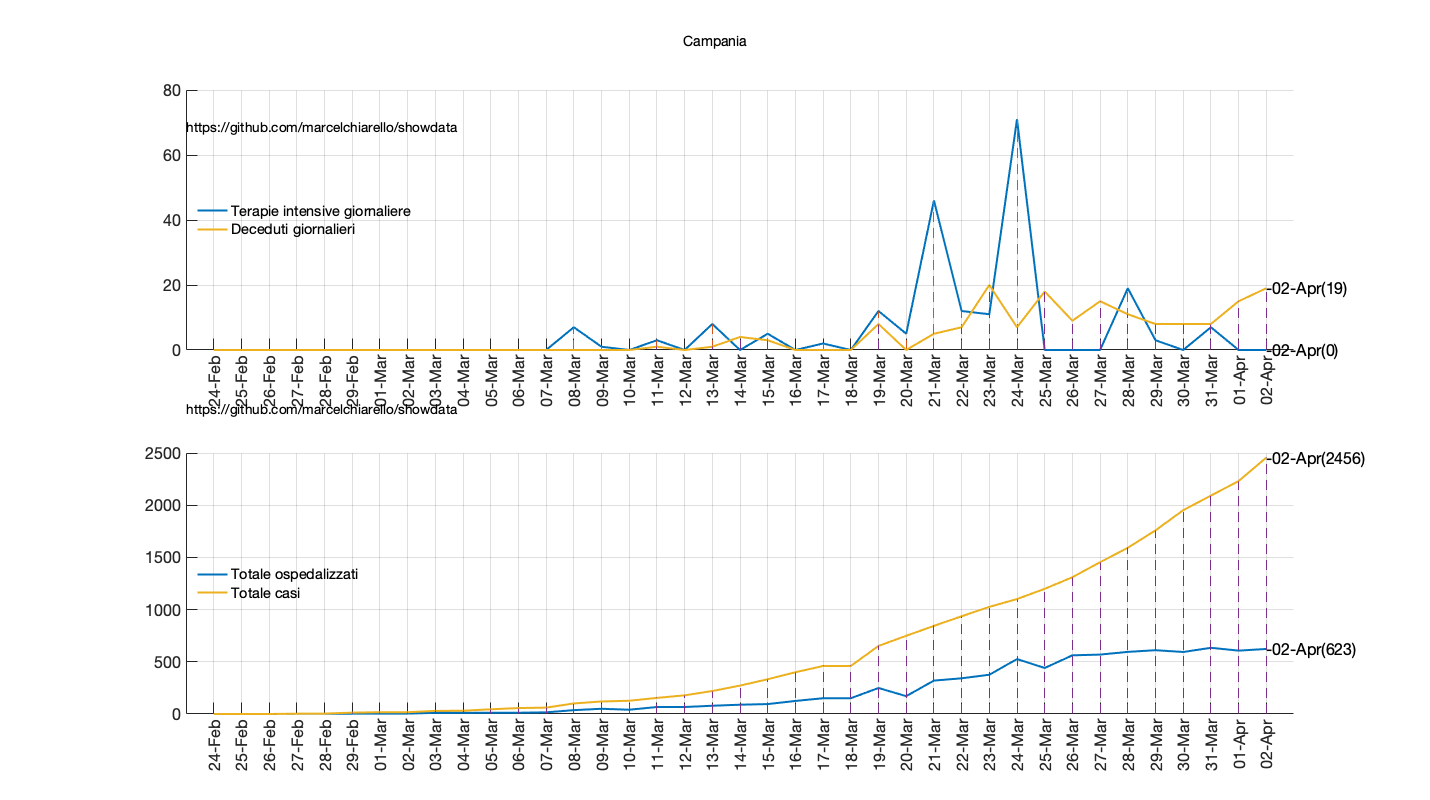 Campania
80
https://github.com/marcelchiarello/showdata
60
40
Terapie intensive giornaliere
Deceduti giornalieri
20
02-Apr(19)
0
02-Apr(0)
24-Feb 25-Feb 26-Feb 27-Feb 28-Feb 29-Feb 01-Mar 02-Mar 03-Mar 04-Mar 05-Mar 06-Mar 07-Mar 08-Mar 09-Mar 10-Mar 11-Mar 12-Mar 13-Mar 14-Mar 15-Mar 16-Mar 17-Mar 18-Mar 19-Mar 20-Mar 21-Mar 22-Mar 23-Mar 24-Mar 25-Mar 26-Mar 27-Mar 28-Mar 29-Mar 30-Mar 31-Mar 01-Apr 02-Apr
https://github.com/marcelchiarello/showdata
2500
02-Apr(2456)
2000
1500
Totale ospedalizzati
Totale casi
1000
500
02-Apr(623)
0
24-Feb 25-Feb 26-Feb 27-Feb 28-Feb 29-Feb 01-Mar 02-Mar 03-Mar 04-Mar 05-Mar 06-Mar 07-Mar 08-Mar 09-Mar 10-Mar 11-Mar 12-Mar 13-Mar 14-Mar 15-Mar 16-Mar 17-Mar 18-Mar 19-Mar 20-Mar 21-Mar 22-Mar 23-Mar 24-Mar 25-Mar 26-Mar 27-Mar 28-Mar 29-Mar 30-Mar 31-Mar 01-Apr 02-Apr